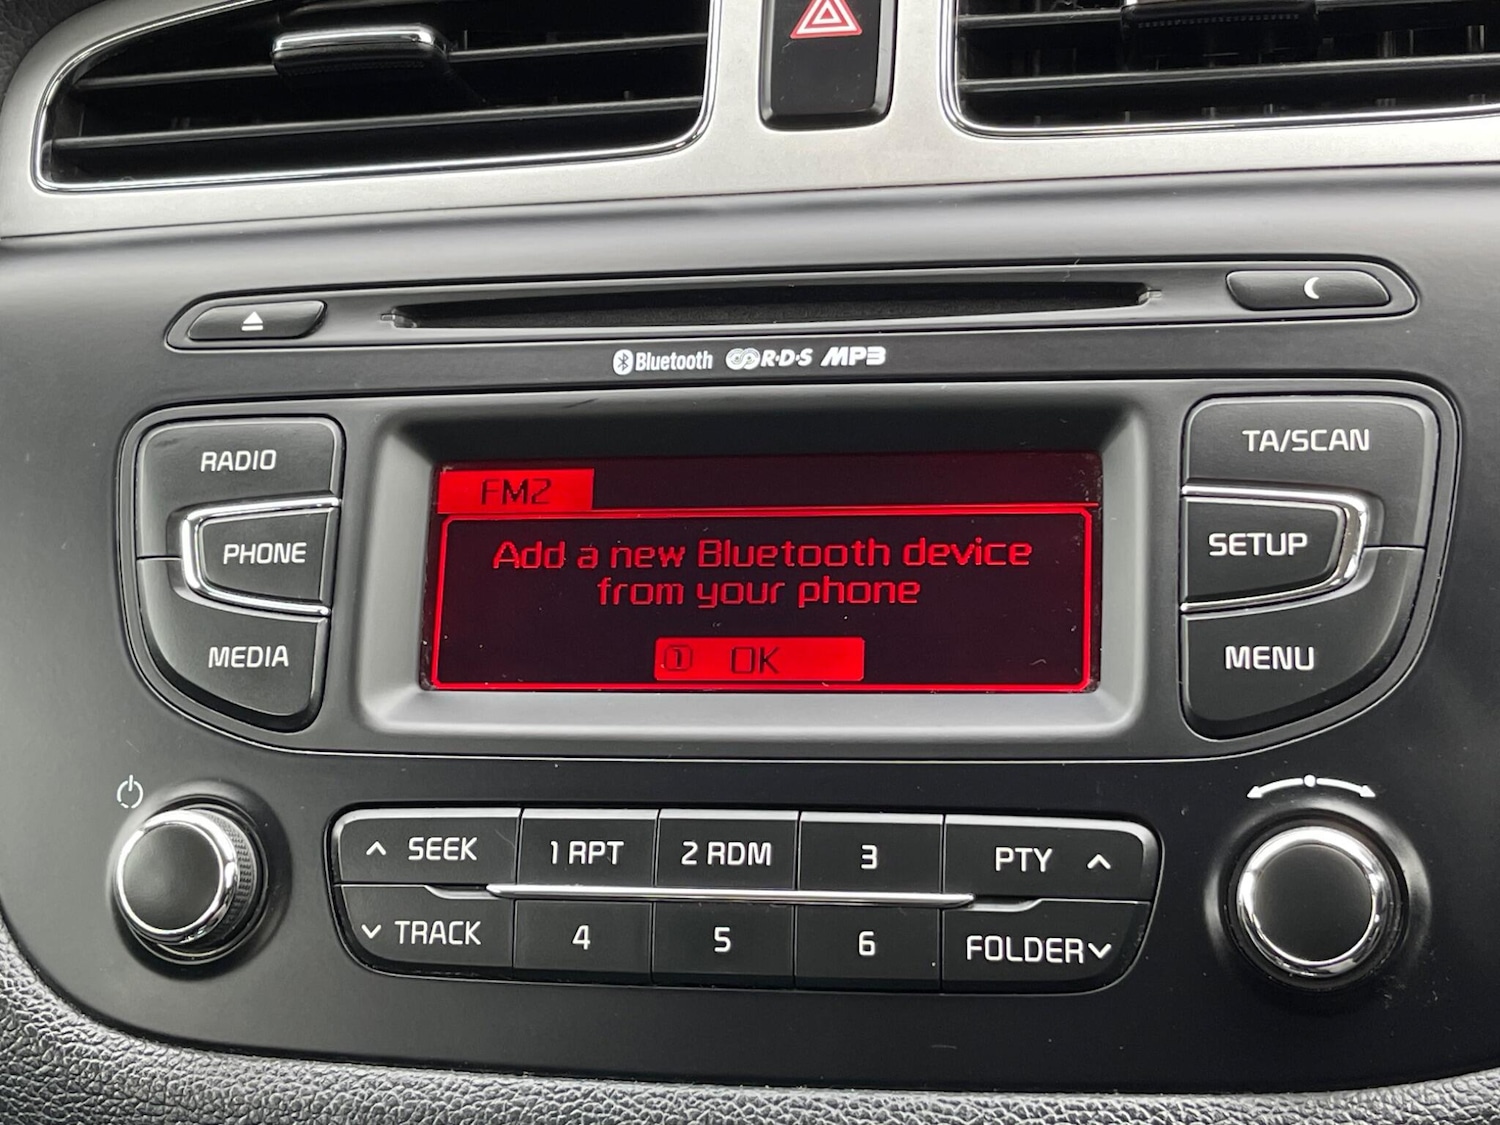 Bluetooth R·D·S MP3
RADIO
PHONE
MEDIA
FM2
Add a new Bluetooth device
from your phone
1 OK
TA/SCAN
SETUP
MENU
SEEK
1 RPT
2 RDM
3
PTY
TRACK
4
5
6
FOLDER